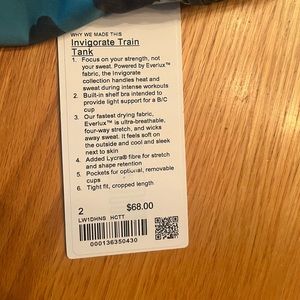 WHY WE MADE THIS
Invigorate Train
Tank
1. Focus on your strength, not
your sweat. Powered by Everlux™
fabric, the Invigorate
collection handles heat and
sweat during intense workouts
2. Built-in shelf bra intended to
provide light support for a B/C
cup
3. Our fastest drying fabric,
Everlux™ is ultra-breathable,
four-way stretch, and wicks
away sweat. It feels soft on
the outside and cool and sleek
next to skin
4. Added Lycra® fibre for stretch
and shape retention
5. Pockets for optional, removable
cups
6. Tight fit, cropped length
2 $68.00
LW1DHNS HCTT
000136350430